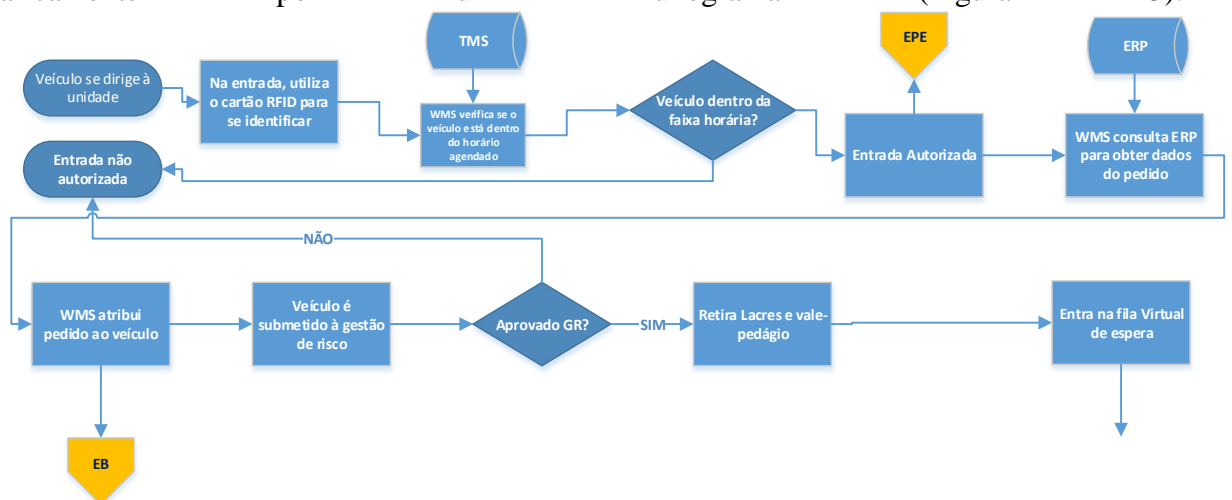 TMS
EPE
ERP
Veículo se dirige à
unidade
Na entrada, utiliza
o cartão RFID para
se identificar
WMS verifica se o
veículo está dentro
do horário
agendado
Veículo dentro da
faixa horária?
Entrada Autorizada
WMS consulta ERP
para obter dados
do pedido
Entrada não
autorizada
NÃO
WMS atribui
pedido ao veículo
Veículo é
submetido à gestão
de risco
Aprovado GR?
SIM
Retira Lacres e vale-
pedágio
Entra na fila Virtual
de espera
EB